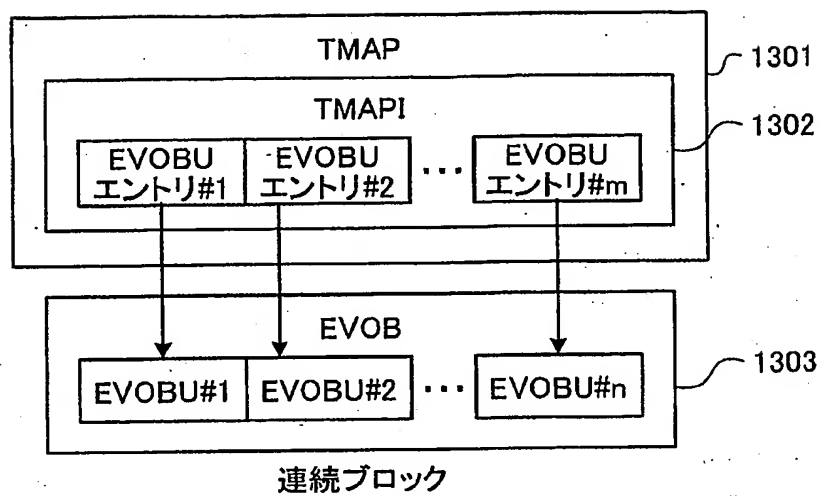 TMAP
1301
TMAPI
1302
EVOBU
エントリ#1
EVOBU
エントリ#2
...
EVOBU
エントリ#m
EVOB
1303
EVOBU#1
EVOBU#2
...
EVOBU#n
連続ブロック